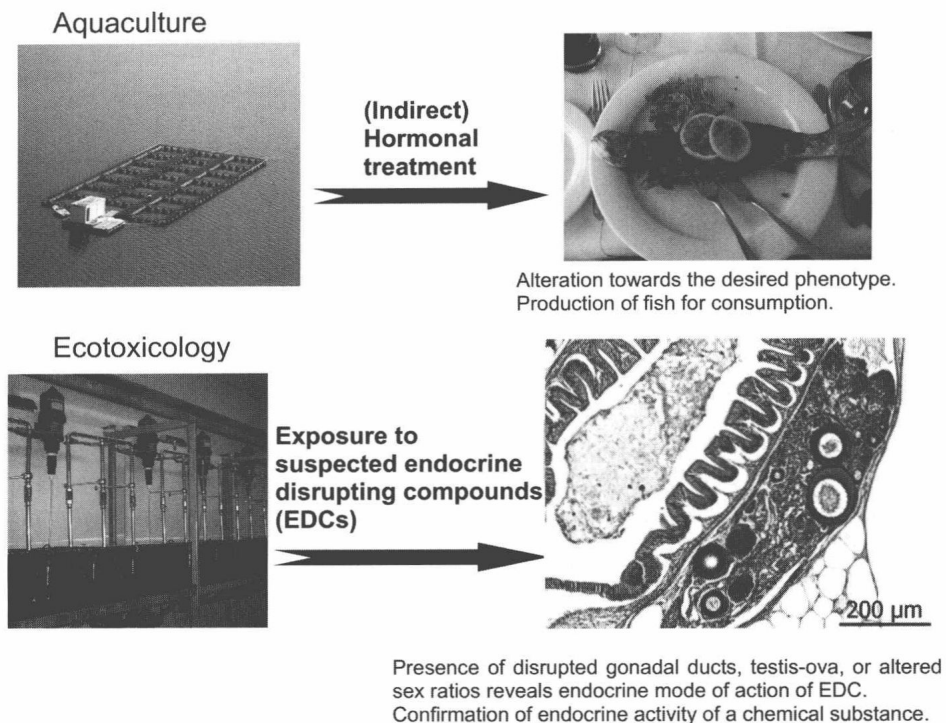 Aquaculture
(Indirect)
Hormonal
treatment
Alteration towards the desired phenotype.
Production of fish for consumption.
Ecotoxicology
Exposure to
suspected endocrine
disrupting compounds
(EDCs)
200 µm
Presence of disrupted gonadal ducts, testis-ova, or altered
sex ratios reveals endocrine mode of action of EDC.
Confirmation of endocrine activity of a chemical substance.